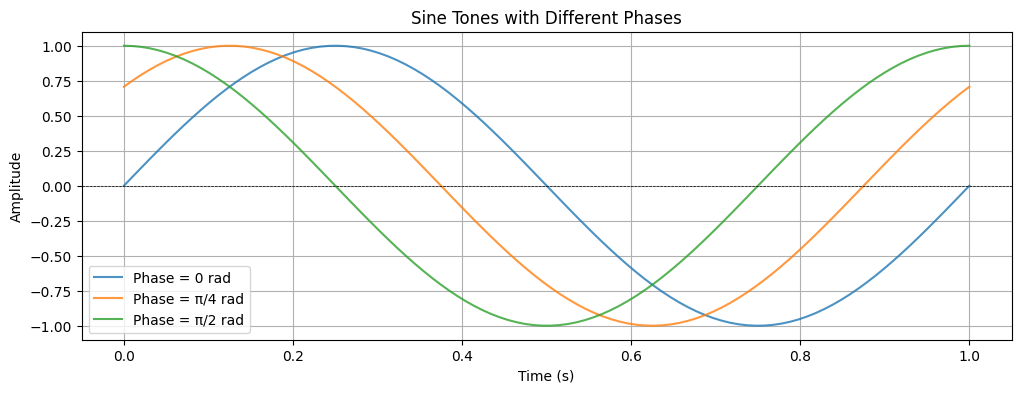 Sine Tones with Different Phases
Amplitude
1.00
0.75
0.50
0.25
0.00
−0.25
−0.50
−0.75
−1.00
Phase = 0 rad
Phase = π/4 rad
Phase = π/2 rad
0.0 0.2 0.4 0.6 0.8 1.0
Time (s)